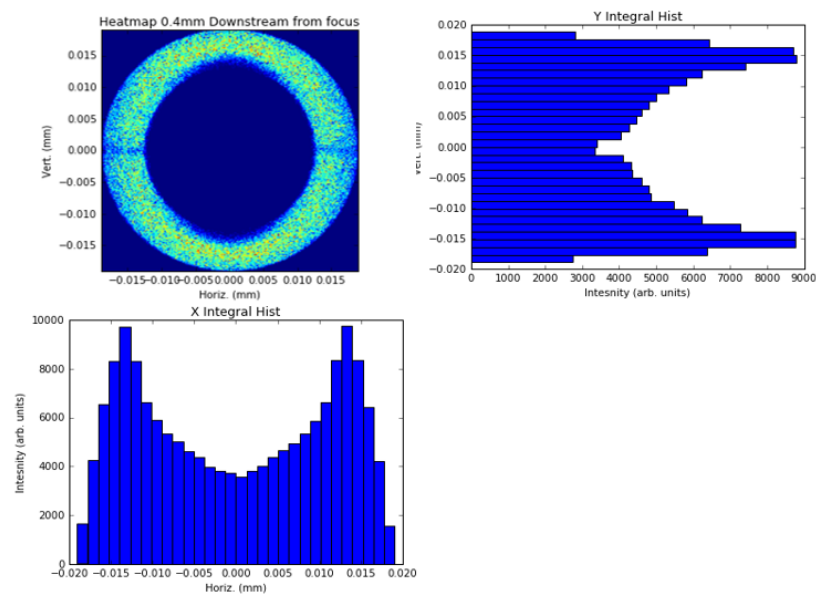 Heatmap 0.4mm Downstream from focus
0.015
0.010
0.005
0.000
−0.005
−0.010
−0.015
Vert. (mm)
−0.015−0.010−0.005 0.000 0.005 0.010 0.015
Horiz. (mm)
Y Integral Hist
0.020
0.015
0.010
0.005
0.000
−0.005
−0.010
−0.015
−0.020
Vert. (mm)
0 1000 2000 3000 4000 5000 6000 7000 8000 9000
Intesnity (arb. units)
X Integral Hist
10000
8000
6000
4000
2000
0
Intesnity (arb. units)
−0.020 −0.015 −0.010 −0.005 0.000 0.005 0.010 0.015 0.020
Horiz. (mm)